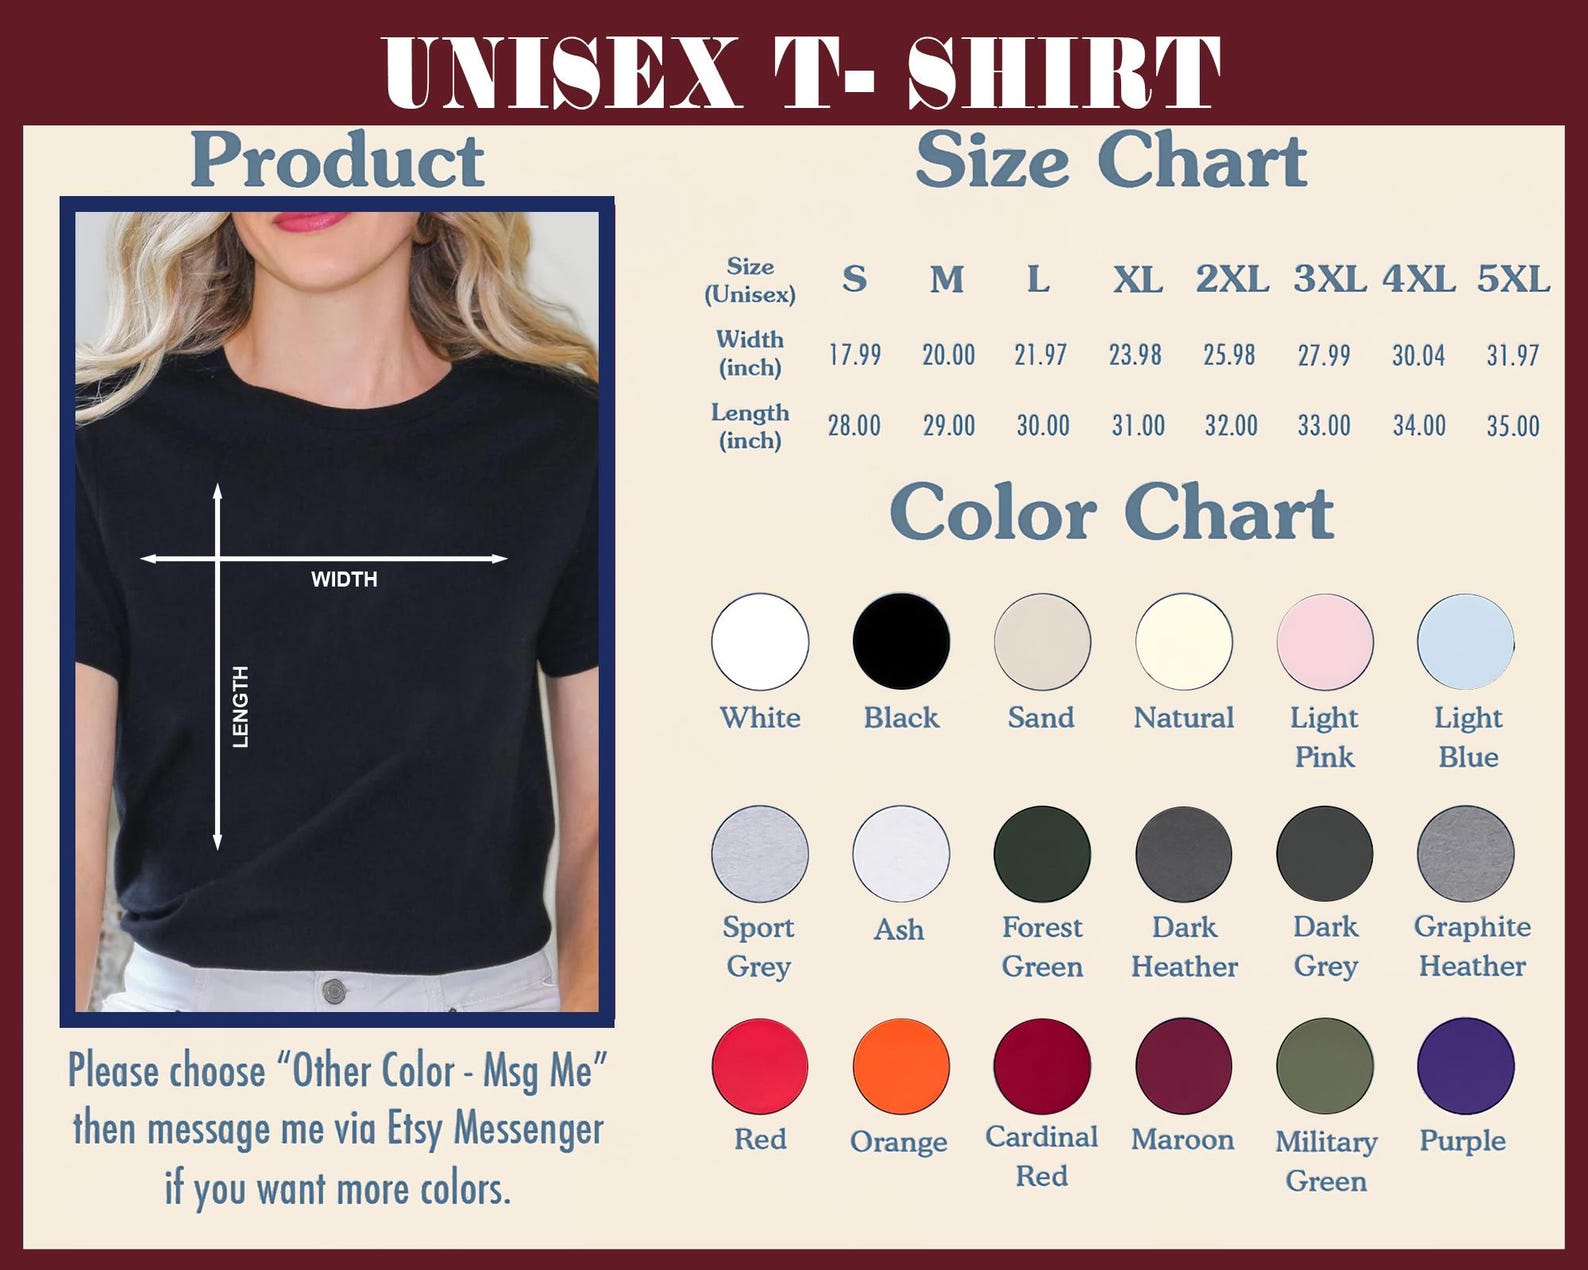 UNISEX T- SHIRT
Product
WIDTH
LENGTH
Please choose “Other Color - Msg Me”
then message me via Etsy Messenger
if you want more colors.
Size Chart
Size (Unisex) S M L XL 2XL 3XL 4XL 5XL
Width (inch) 17.99 20.00 21.97 23.98 25.98 27.99 30.04 31.97
Length (inch) 28.00 29.00 30.00 31.00 32.00 33.00 34.00 35.00
Color Chart
White Black Sand Natural Light Pink Light Blue
Sport Grey Ash Forest Green Dark Heather Dark Grey Graphite Heather
Red Orange Cardinal Red Maroon Military Green Purple